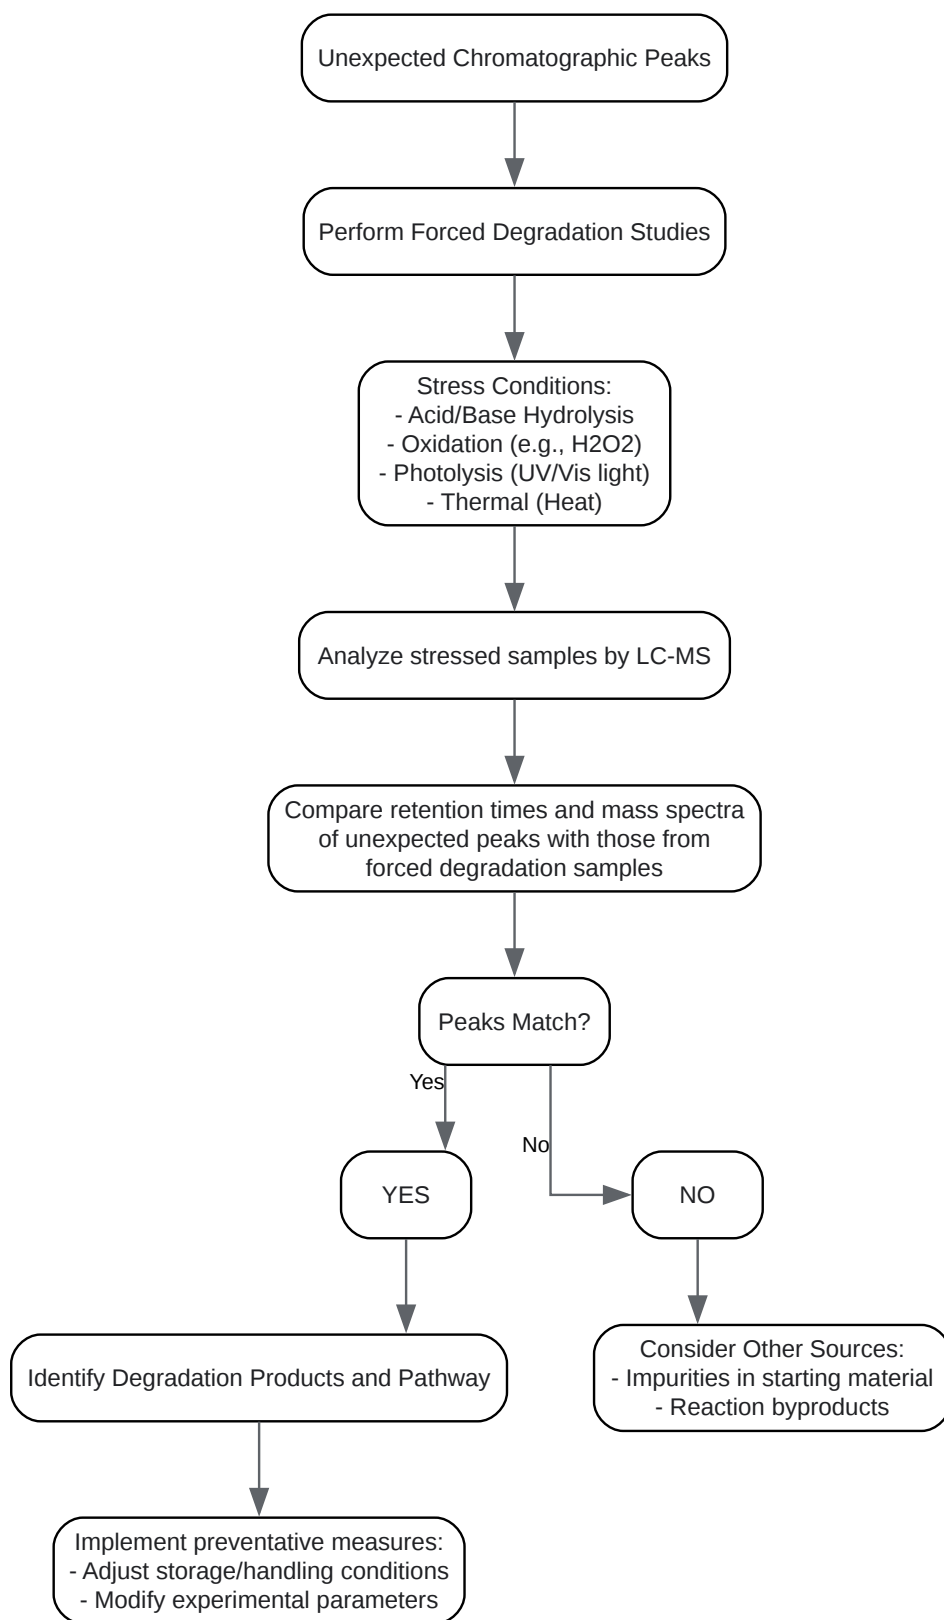 Unexpected Chromatographic Peaks
Perform Forced Degradation Studies
Stress Conditions:
- Acid/Base Hydrolysis
- Oxidation (e.g., H2O2)
- Photolysis (UV/Vis light)
- Thermal (Heat)
Analyze stressed samples by LC-MS
Compare retention times and mass spectra
of unexpected peaks with those from
forced degradation samples
Peaks Match?
Yes
No
YES
NO
Identify Degradation Products and Pathway
Consider Other Sources:
- Impurities in starting material
- Reaction byproducts
Implement preventative measures:
- Adjust storage/handling conditions
- Modify experimental parameters